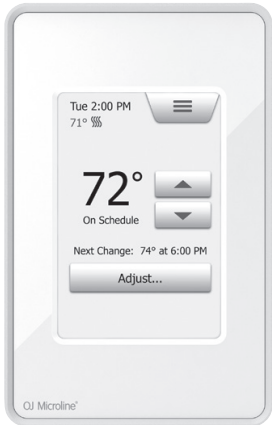 Tue 2:00 PM
71°
72°
On Schedule
Next Change: 74° at 6:00 PM
Adjust...
OJ Microline®